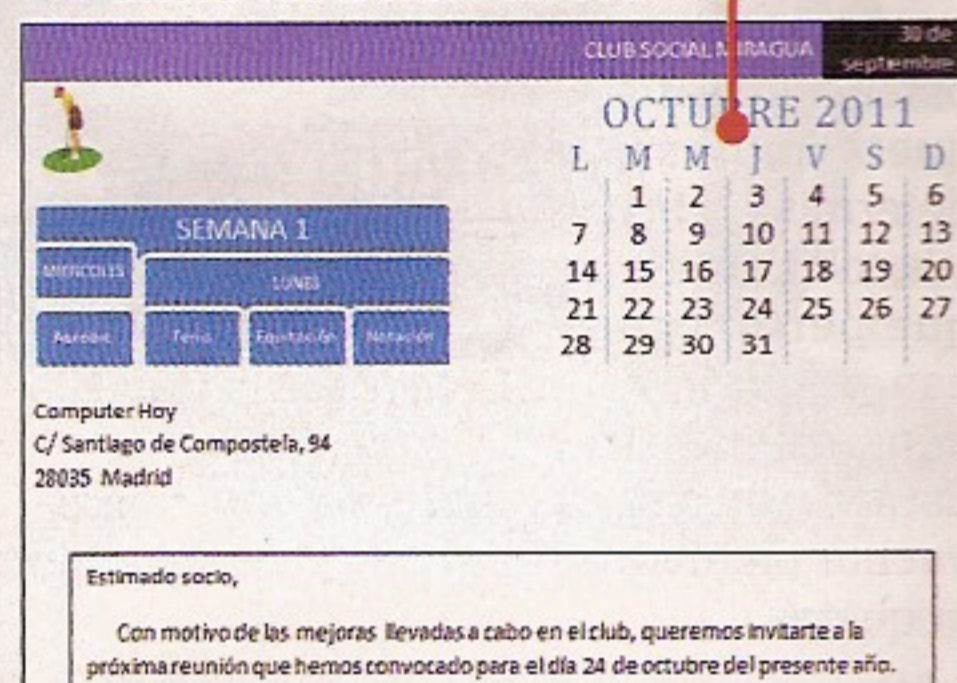 CLUB SOCIAL MIRAGUA
30 de
septiembre
OCTUBRE 2011
L M M J V S D
1 2 3 4 5 6
7 8 9 10 11 12 13
14 15 16 17 18 19 20
21 22 23 24 25 26 27
28 29 30 31
SEMANA 1
MIERCOLES
LUNES
Aerobic Tenis Equitación Natación
Computer Hoy
C/ Santiago de Compostela, 94
28035 Madrid
Estimado socio,
Con motivo de las mejoras llevadas a cabo en el club, queremos invitarte a la
próxima reunión que hemos convocado para el día 24 de octubre del presente año.